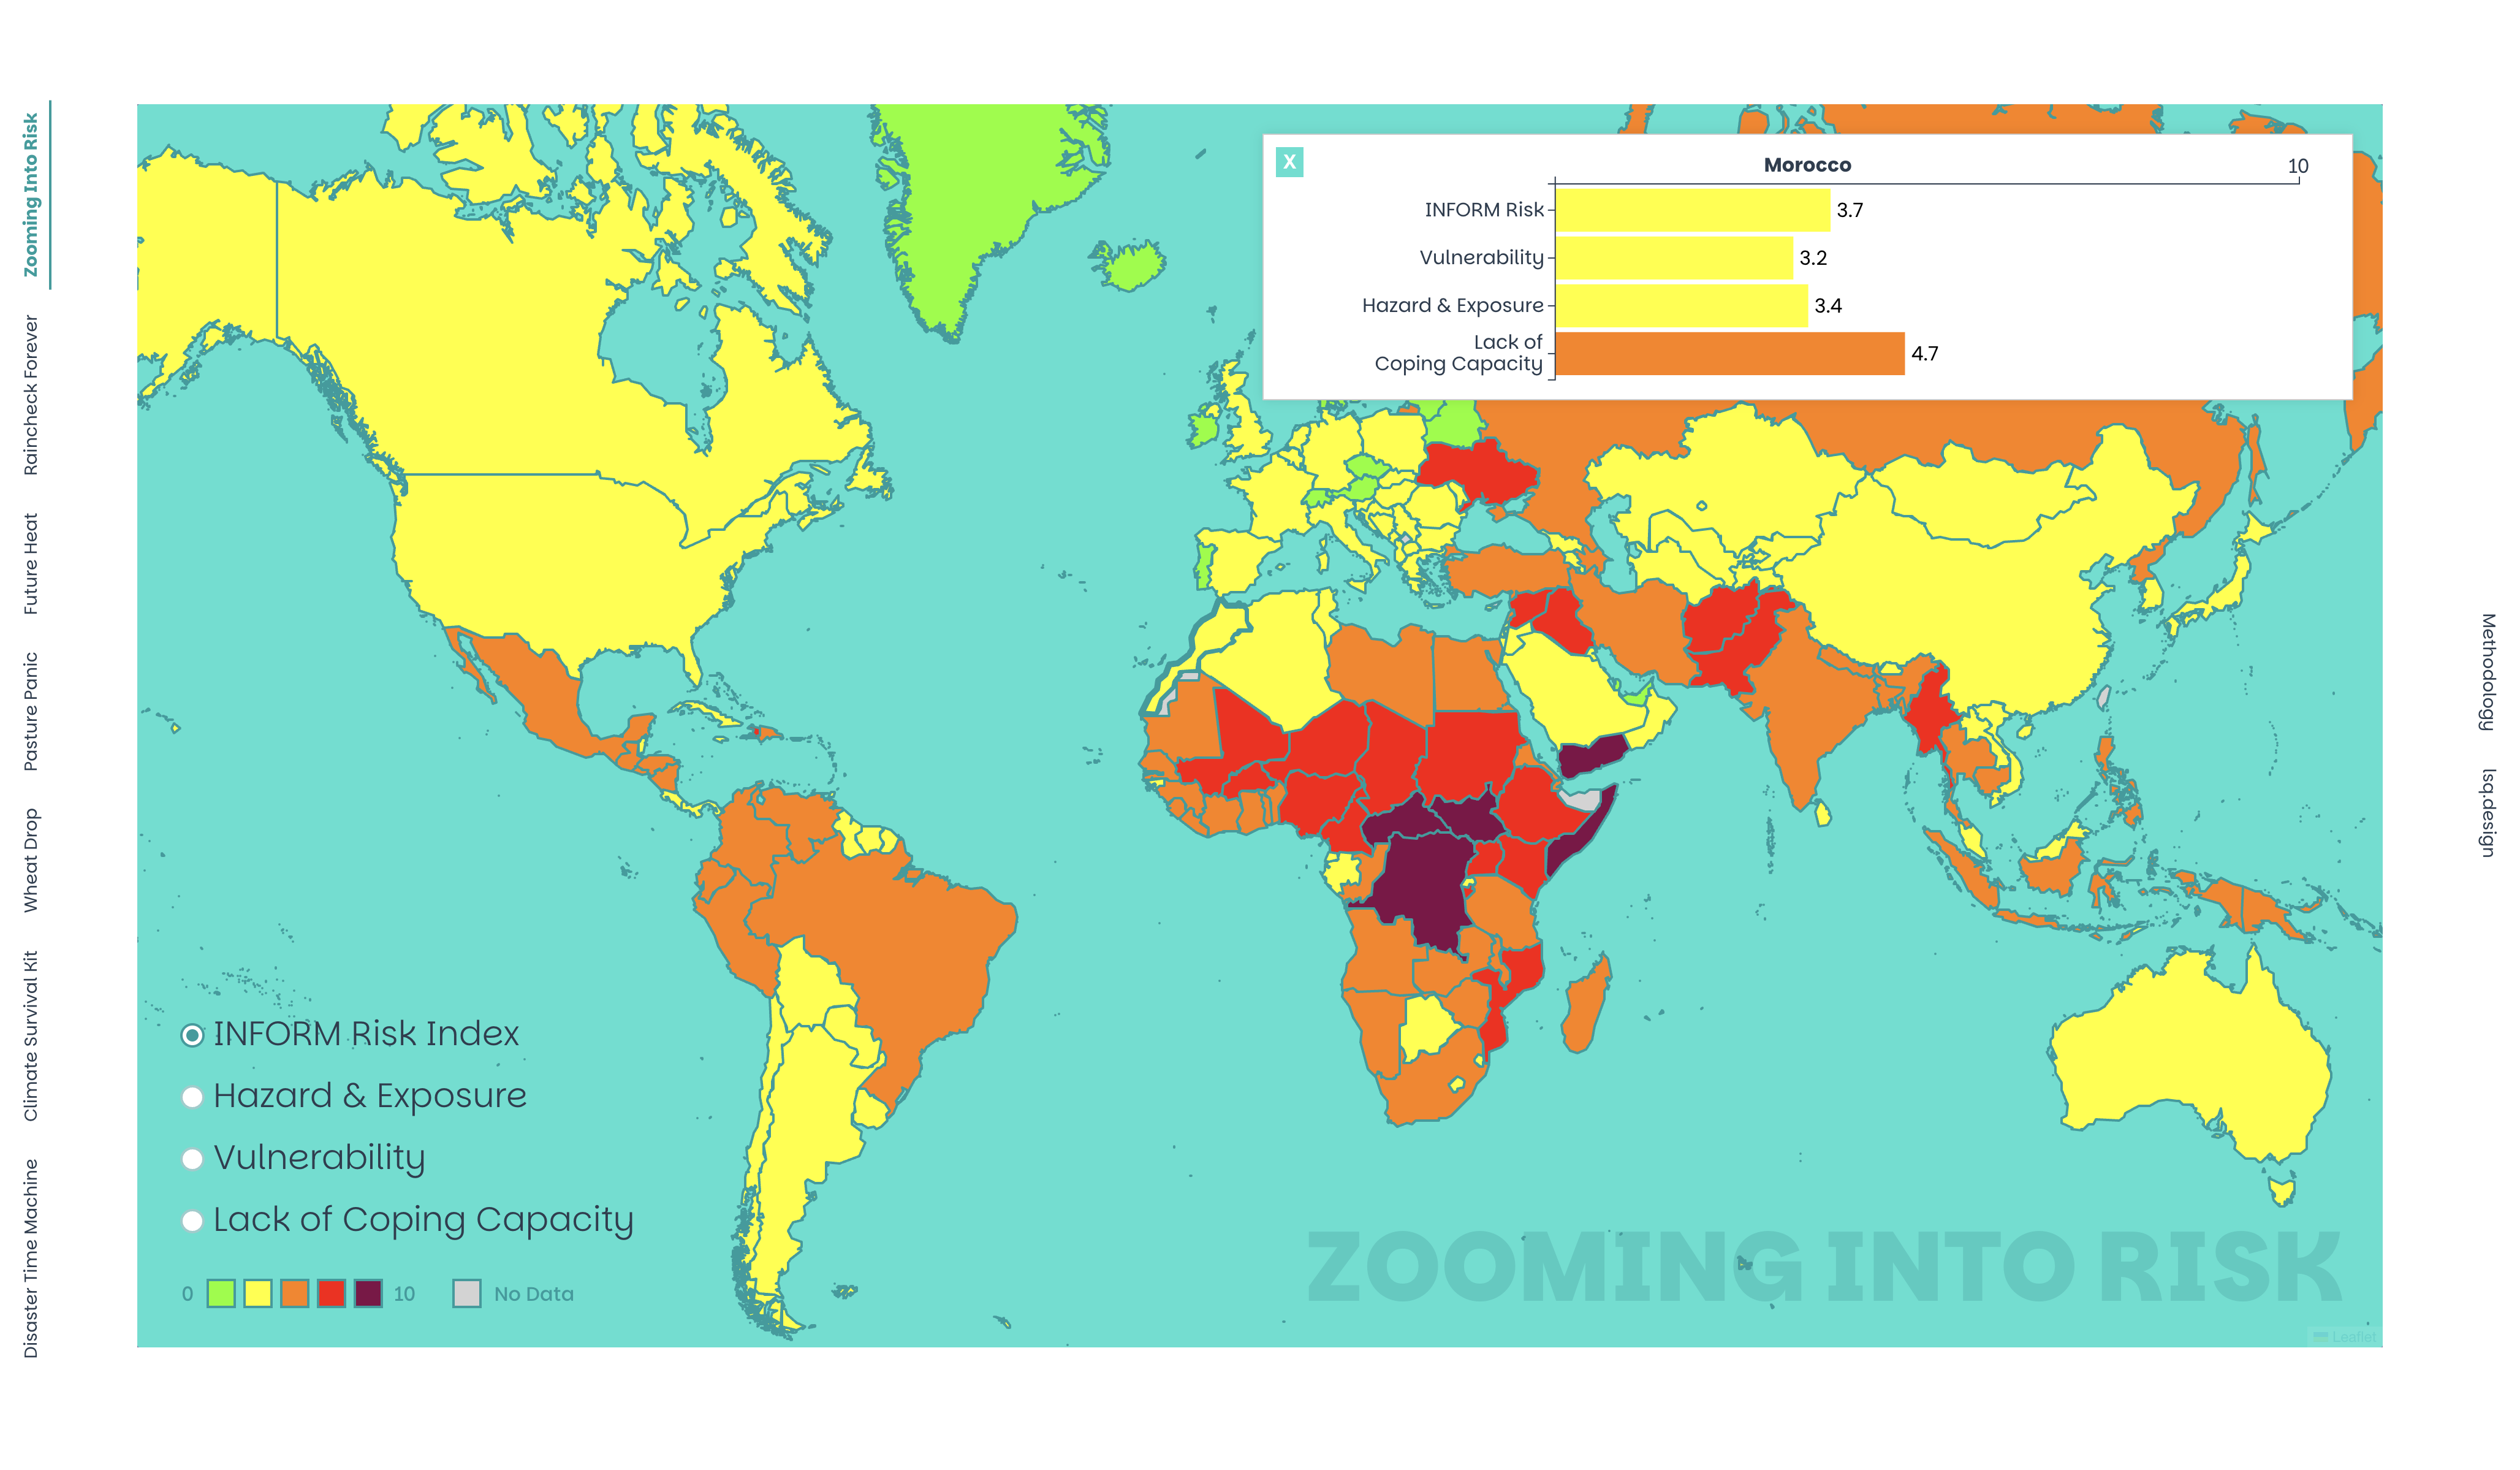 Zooming Into Risk
Raincheck Forever
Future Heat
Pasture Panic
Wheat Drop
Climate Survival Kit
Disaster Time Machine
X
Morocco
10
INFORM Risk
3.7
Vulnerability
3.2
Hazard & Exposure
3.4
Lack of
Coping Capacity
4.7
INFORM Risk Index
Hazard & Exposure
Vulnerability
Lack of Coping Capacity
0
10
No Data
ZOOMING INTO RISK
Leaflet
Methodology
lsq.design